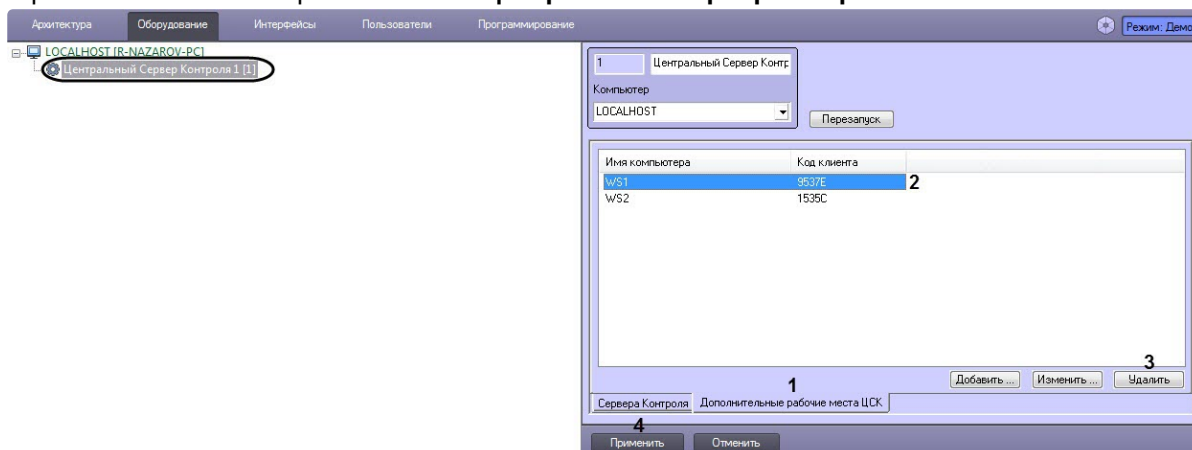 Архитектура Оборудование Интерфейсы Пользователи Программирование Режим: Демо
LOCALHOST [R-NAZAROV-PC]
Центральный Сервер Контроля 1 [1]
1 Центральный Сервер Контр
Компьютер
LOCALHOST
Перезапуск
Имя компьютера Код клиента
WS1 9537E 2
WS2 1535C
3
Добавить ... Изменить ... Удалить
1
Сервера Контроля Дополнительные рабочие места ЦСК
4
Применить Отменить